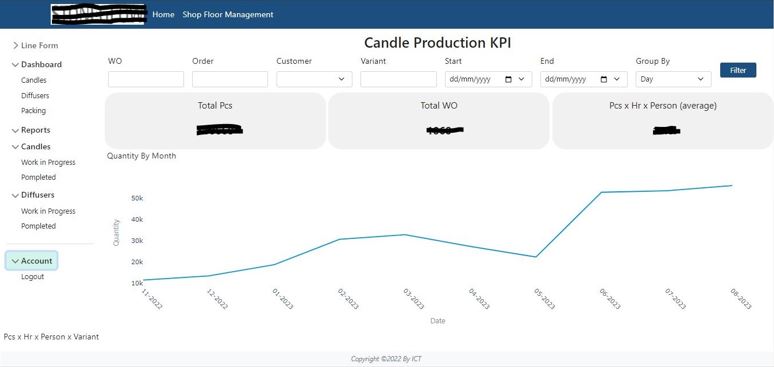 Home Shop Floor Management
Line Form
Dashboard
Candles
Diffusers
Packing
Reports
Candles
Work in Progress
Pompleted
Diffusers
Work in Progress
Pompleted
Account
Logout
Candle Production KPI
WO Order Customer Variant Start End Group By
dd/mm/yyyy dd/mm/yyyy Day Filter
Total Pcs Total WO Pcs x Hr x Person (average)
Quantity By Month
50k
40k
30k
20k
10k
Quantity
11-2022 12-2022 01-2023 02-2023 03-2023 04-2023 05-2023 06-2023 07-2023 08-2023
Date
Pcs x Hr x Person x Variant
Copyright ©2022 By ICT